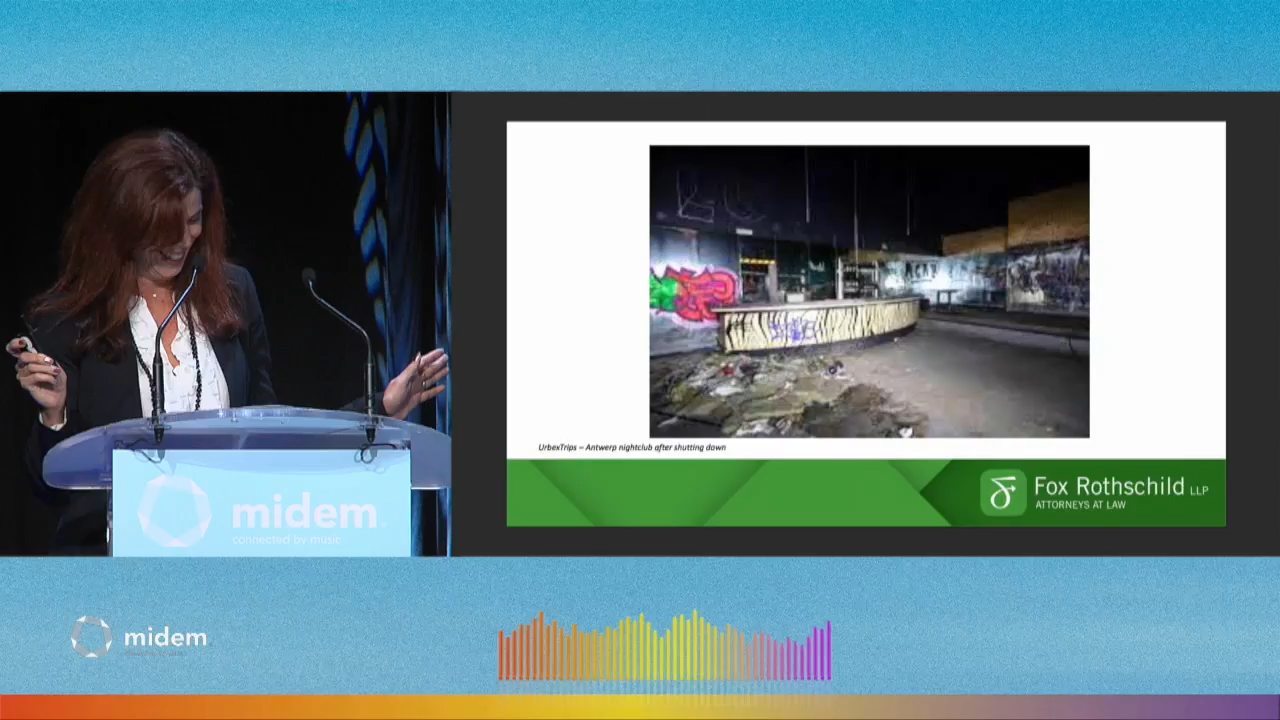 UrbexTrips – Antwerp nightclub after shutting down
Fox Rothschild LLP
ATTORNEYS AT LAW
midem
connected by music
midem